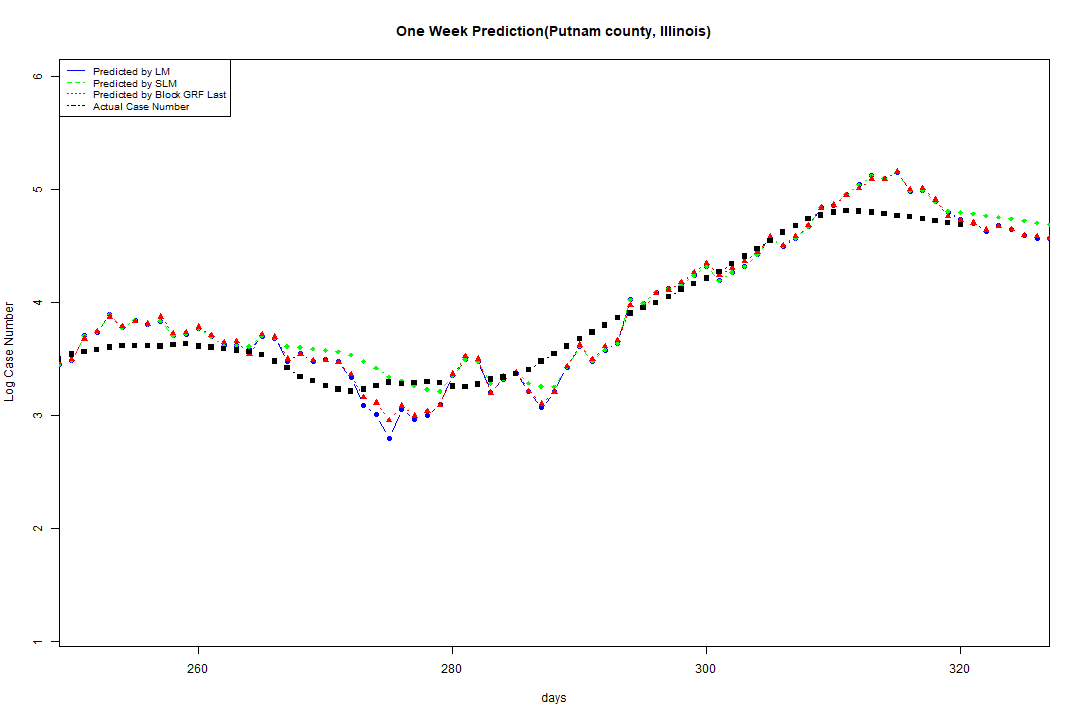 One Week Prediction(Putnam county, Illinois)
Predicted by LM
Predicted by SLM
Predicted by Block GRF Last
Actual Case Number
6
5
4
3
2
1
Log Case Number
260 280 300 320
days